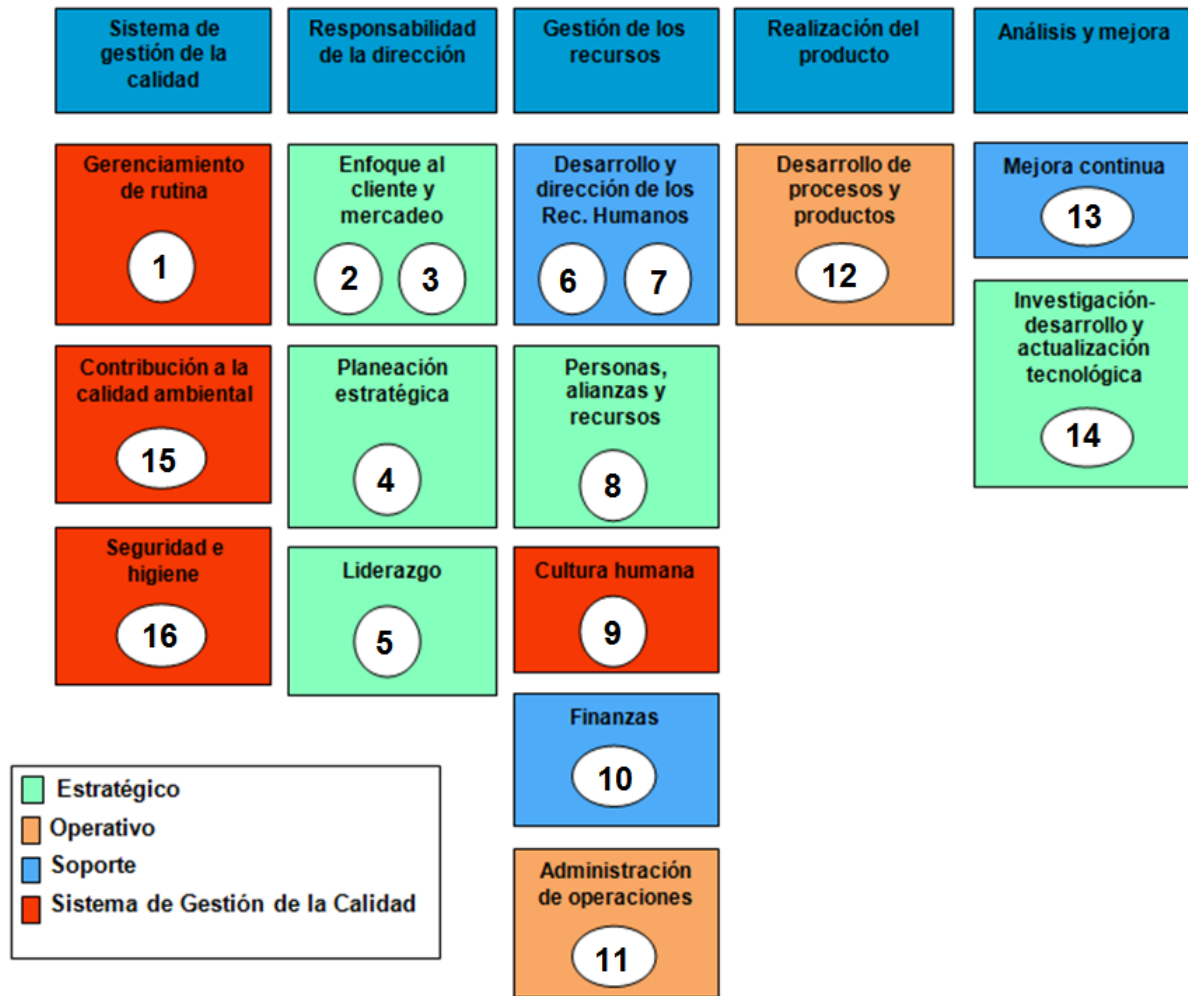 Sistema de
gestión de la
calidad
Responsabilidad
de la dirección
Gestión de los
recursos
Realización del
producto
Análisis y mejora
Gerenciamiento
de rutina
1
Contribución a la
calidad ambiental
15
Seguridad e
higiene
16
Enfoque al
cliente y
mercadeo
2 3
Planeación
estratégica
4
Liderazgo
5
Desarrollo y
dirección de los
Rec. Humanos
6 7
Personas,
alianzas y
recursos
8
Cultura humana
9
Finanzas
10
Administración
de operaciones
11
Desarrollo de
procesos y
productos
12
Mejora continua
13
Investigación-
desarrollo y
actualización
tecnológica
14
Estratégico
Operativo
Soporte
Sistema de Gestión de la Calidad